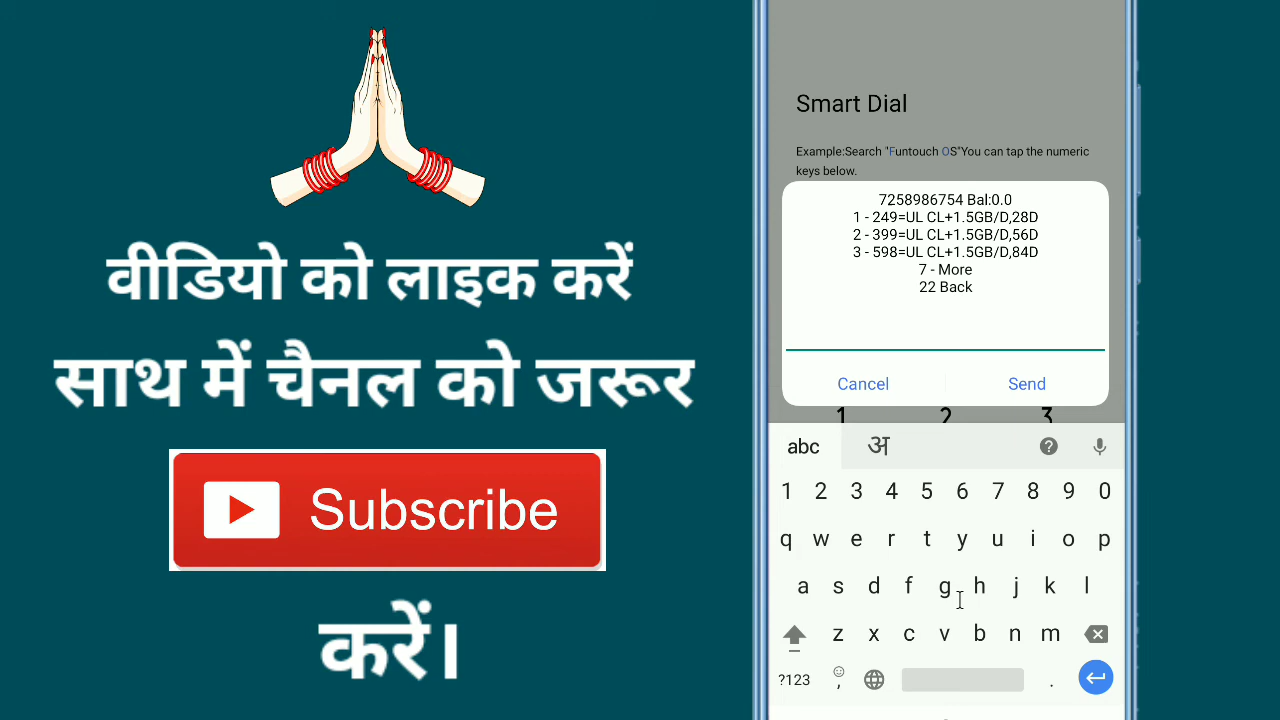 वीडियो को लाइक करें
साथ में चैनल को जरूर
Subscribe
करें।
Smart Dial
Example:Search "Funtouch OS"You can tap the numeric
keys below.
7258986754 Bal:0.0
1 - 249=UL CL+1.5GB/D,28D
2 - 399=UL CL+1.5GB/D,56D
3 - 598=UL CL+1.5GB/D,84D
7 - More
22 Back
Cancel Send
1 2 3
abc अ
1 2 3 4 5 6 7 8 9 0
q w e r t y u i o p
a s d f g h j k l
z x c v b n m
?123 , .